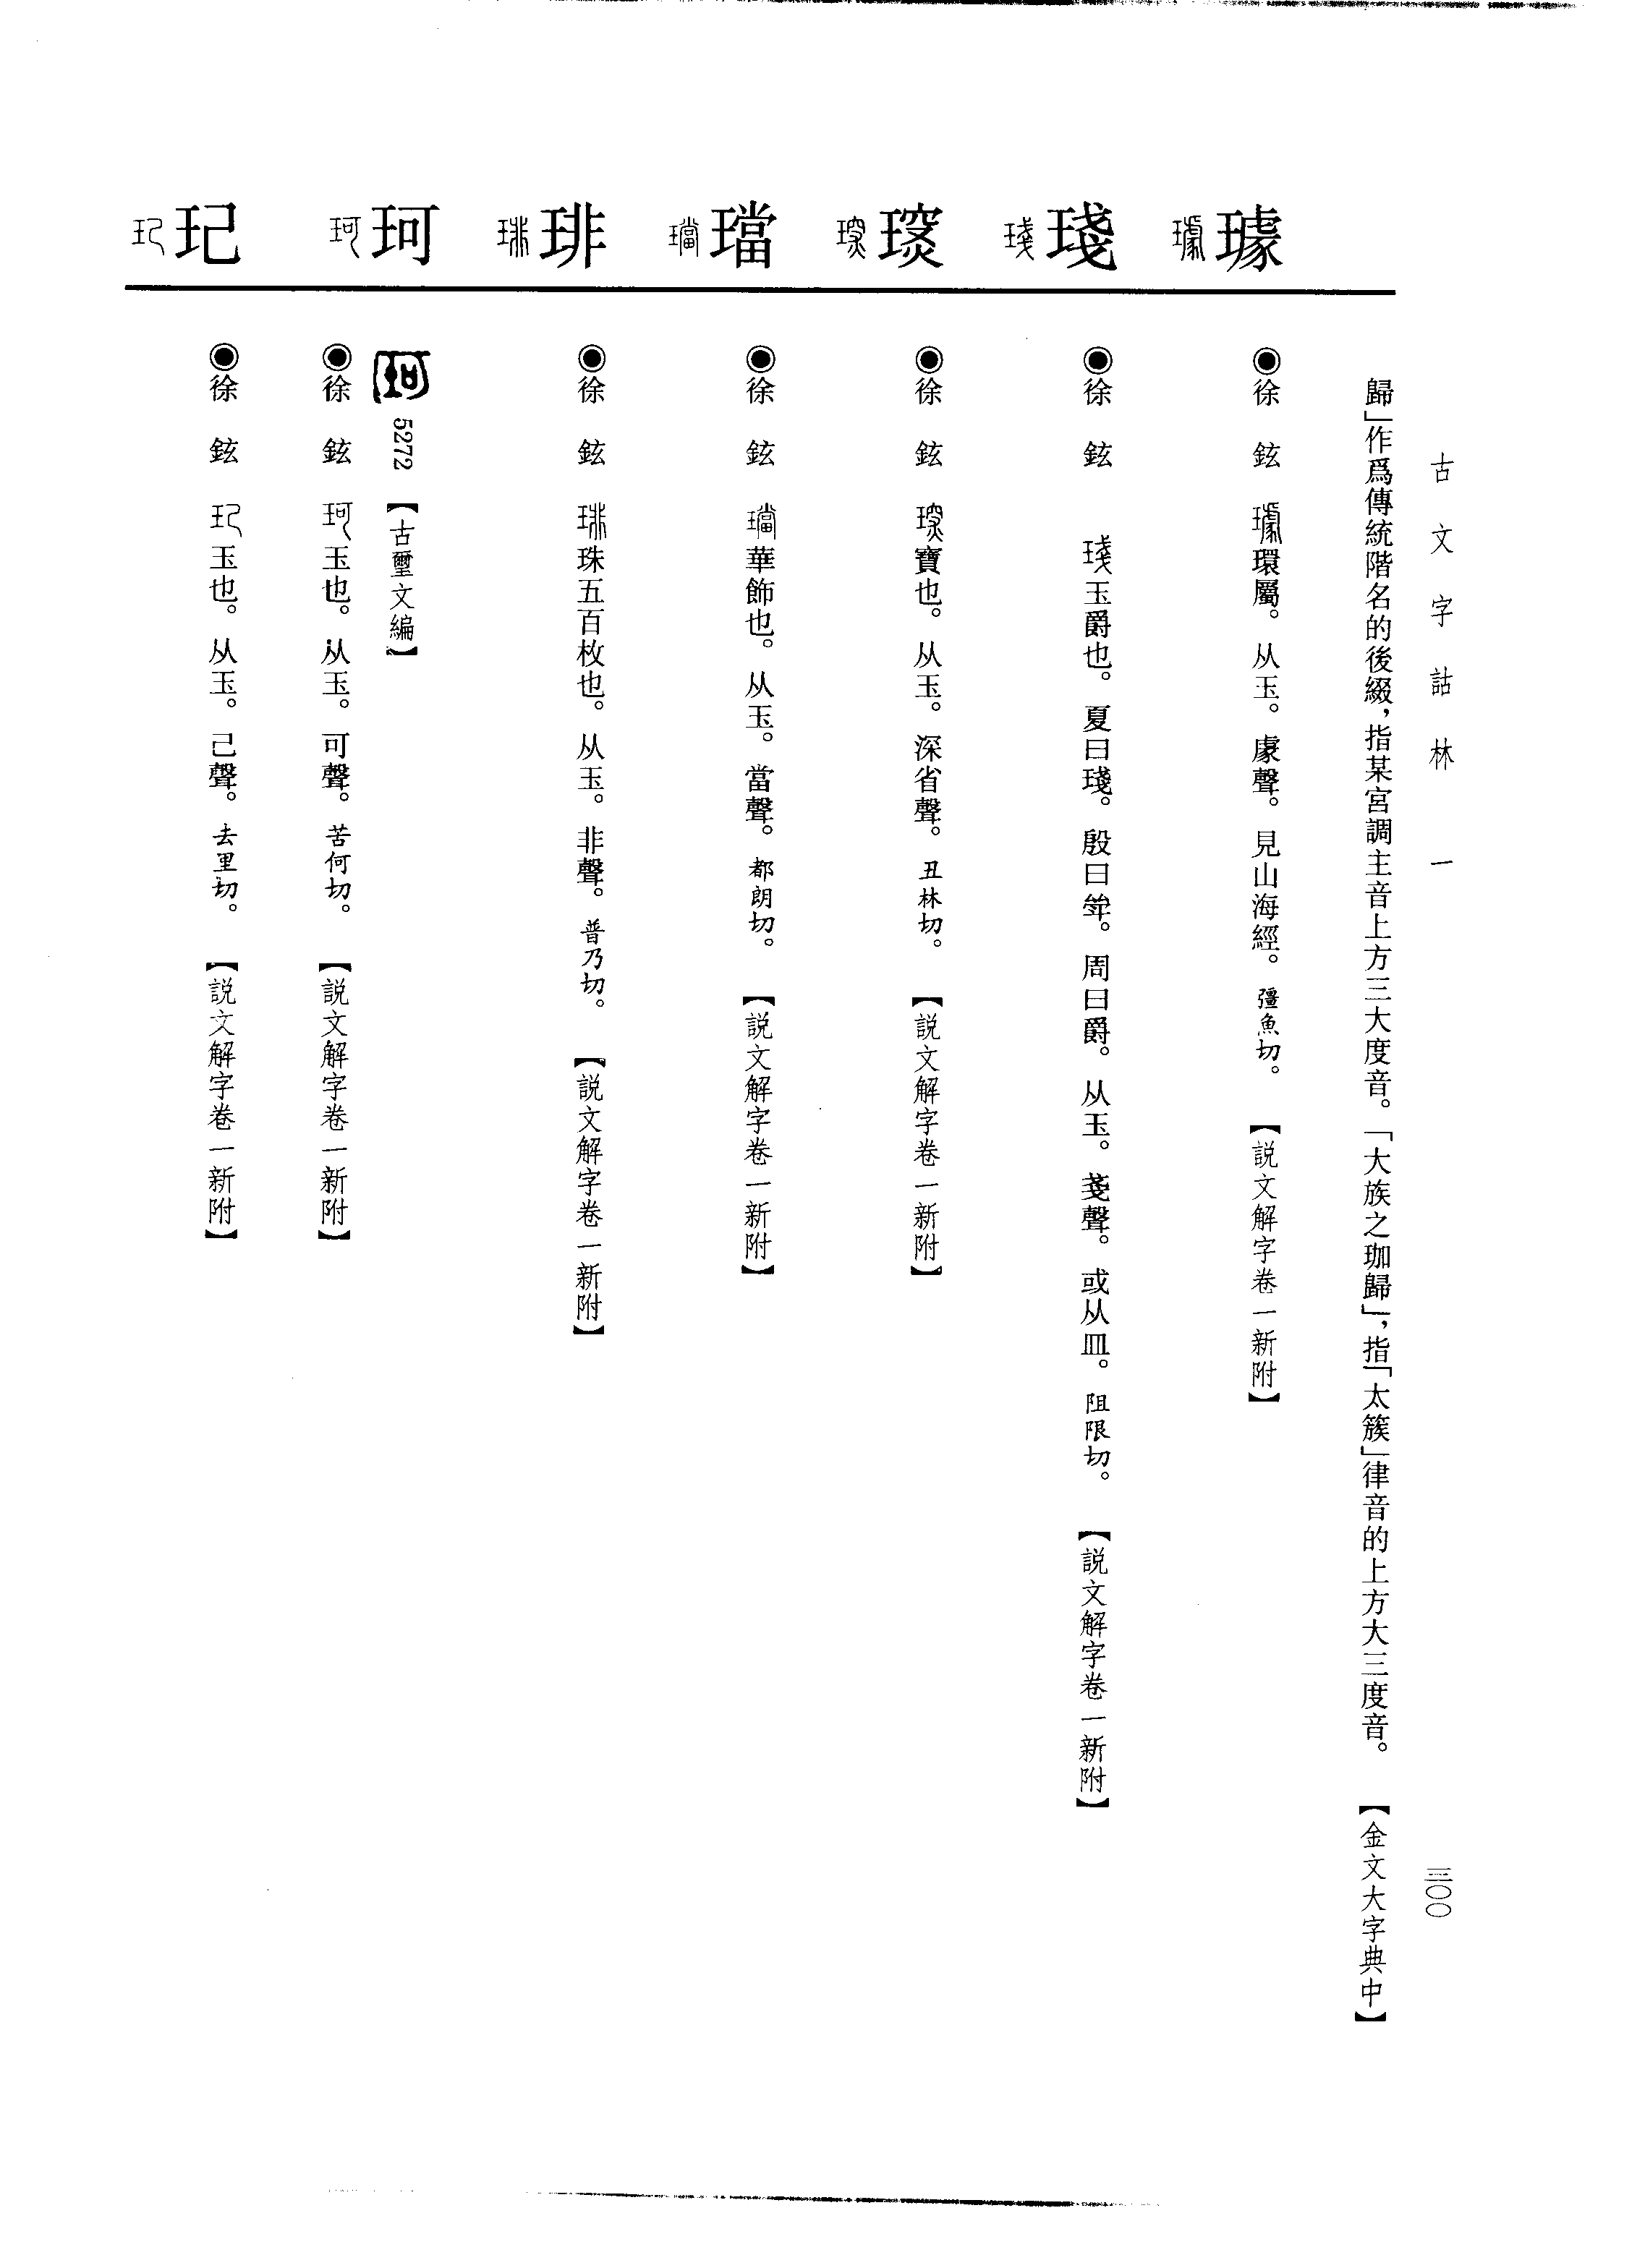 古文字詁林 一
三〇〇
歸」作爲傳統階名的後綴，指某宮調主音上方三大度音。「大族之珈歸」，指「太簇」律音的上方大三度音。 【金文大字典中】
璩 璩
◉徐 鉉 璩環屬。从玉。豦聲。見山海經。彊魚切。 【説文解字卷一新附】
琖 琖
◉徐 鉉 琖玉爵也。夏曰琖。殷曰斝。周曰爵。从玉。戔聲。或从皿。阻限切。 【説文解字卷一新附】
琛 琛
◉徐 鉉 琛寶也。从玉。深省聲。丑林切。 【説文解字卷一新附】
璫 璫
◉徐 鉉 璫華飾也。从玉。當聲。都朗切。 【説文解字卷一新附】
琲 琲
◉徐 鉉 琲珠五百枚也。从玉。非聲。普乃切。 【説文解字卷一新附】
珂 珂
珂 5272 【古璽文編】
◉徐 鉉 珂玉也。从玉。可聲。苦何切。 【説文解字卷一新附】
玘 玘
◉徐 鉉 玘玉也。从玉。己聲。去里切。 【説文解字卷一新附】